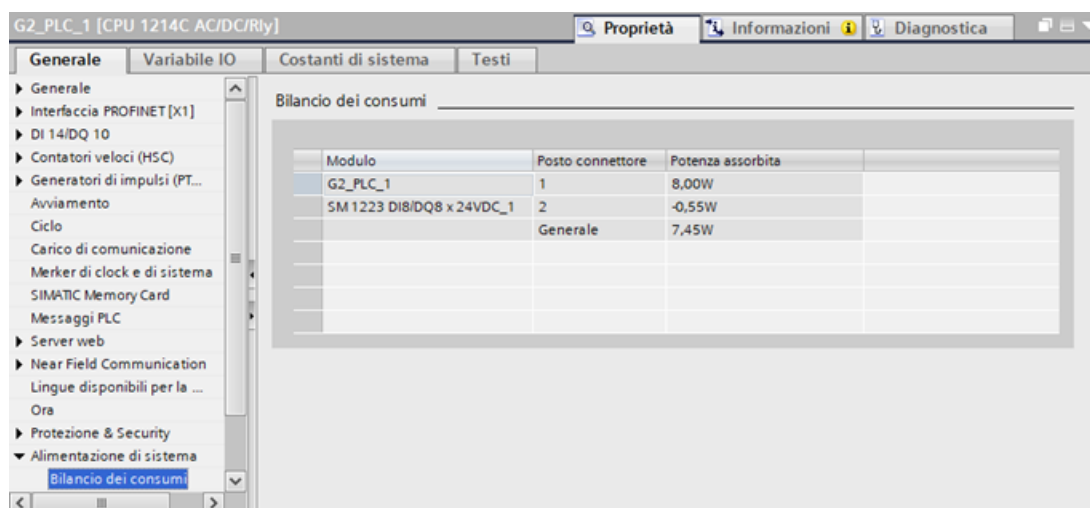 G2_PLC_1 [CPU 1214C AC/DC/Rly]
Proprietà
Informazioni
Diagnostica
Generale
Variabile IO
Costanti di sistema
Testi
Generale
Interfaccia PROFINET [X1]
DI 14/DQ 10
Contatori veloci (HSC)
Generatori di impulsi (PT...
Avviamento
Ciclo
Carico di comunicazione
Merker di clock e di sistema
SIMATIC Memory Card
Messaggi PLC
Server web
Near Field Communication
Lingue disponibili per la ...
Ora
Protezione & Security
Alimentazione di sistema
Bilancio dei consumi
Bilancio dei consumi
Modulo Posto connettore Potenza assorbita
G2_PLC_1 1 8,00W
SM 1223 DI8/DQ8 x 24VDC_1 2 -0,55W
Generale 7,45W